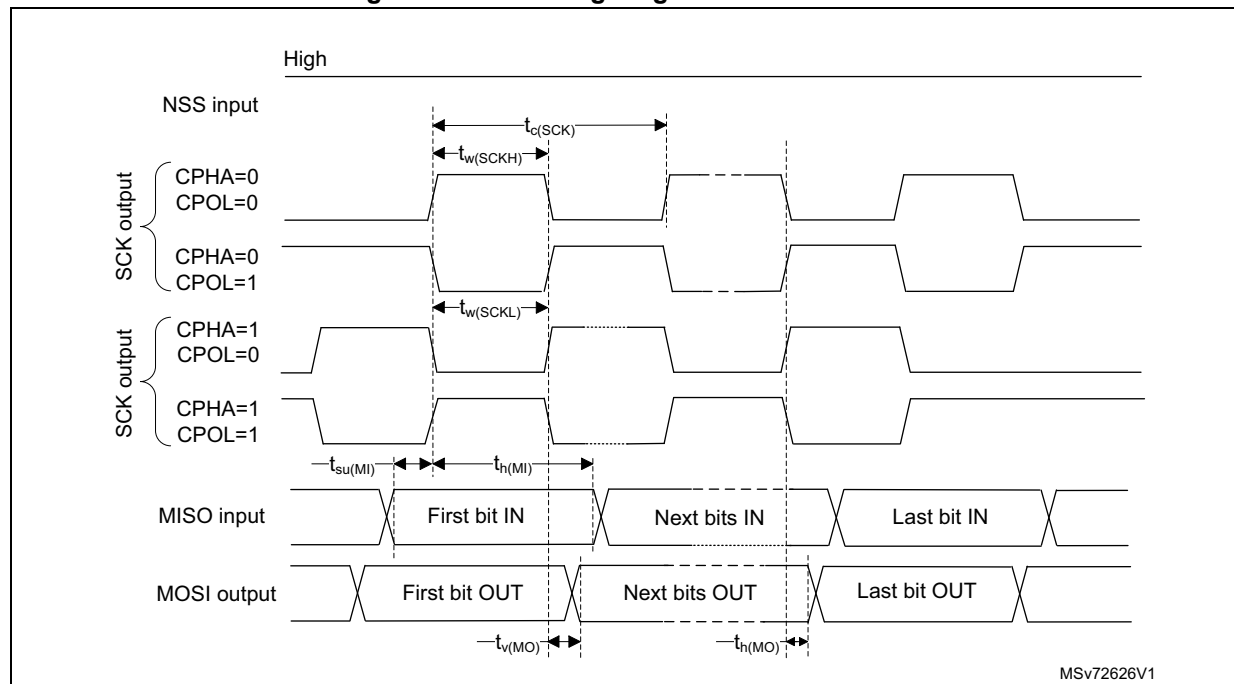 High
NSS input
tc(SCK)
tw(SCKH)
SCK output
CPHA=0
CPOL=0
CPHA=0
CPOL=1
tw(SCKL)
SCK output
CPHA=1
CPOL=0
CPHA=1
CPOL=1
tsu(MI)
th(MI)
MISO input
First bit IN
Next bits IN
Last bit IN
MOSI output
First bit OUT
Next bits OUT
Last bit OUT
tv(MO)
th(MO)
MSv72626V1